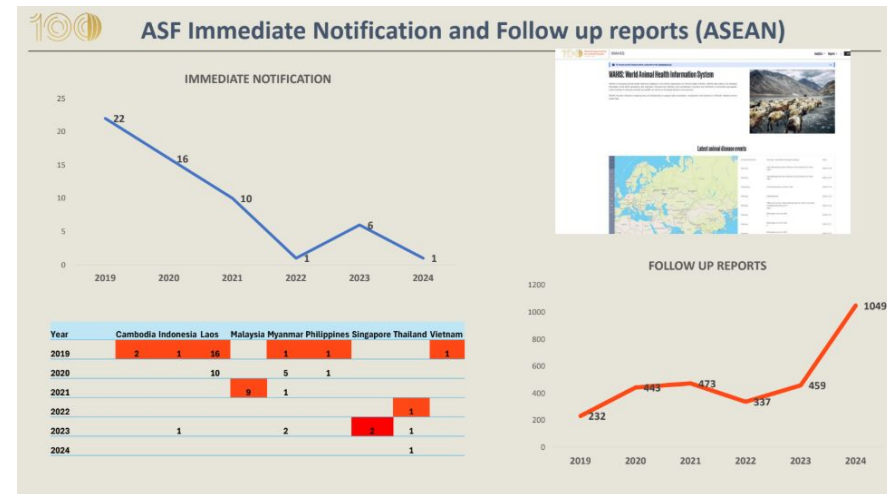 100
ASF Immediate Notification and Follow up reports (ASEAN)
IMMEDIATE NOTIFICATION
25
20
15
10
5
0
22
16
10
1
6
1
2019 2020 2021 2022 2023 2024
Year Cambodia Indonesia Laos Malaysia Myanmar Philippines Singapore Thailand Vietnam
2019 2 1 16 1 1 1
2020 10 5 1
2021 9 1
2022 1
2023 1 2 2 1
2024 1
WAHIS: World Animal Health Information System
Latest animal disease events
FOLLOW UP REPORTS
1200
1000
800
600
400
200
0
232
443
473
337
459
1049
2019 2020 2021 2022 2023 2024